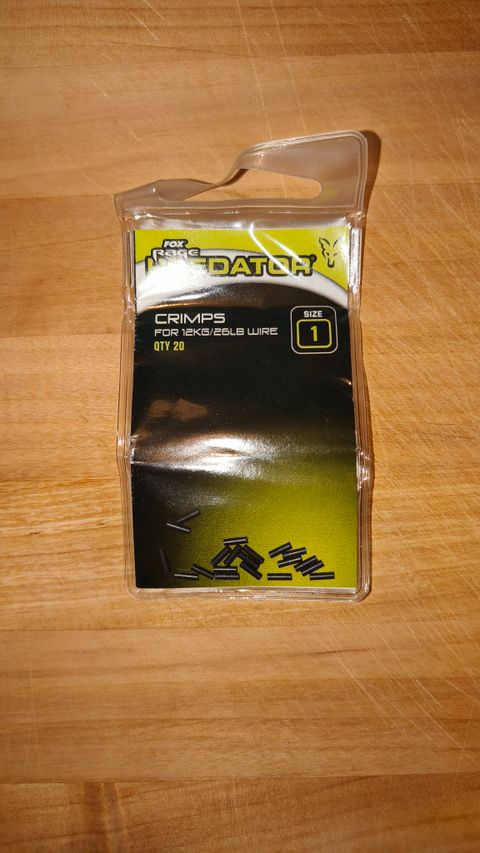 FOX
RAGE
PREDATOR®
CRIMPS
FOR 12KG/26LB WIRE
QTY 20
SIZE
1